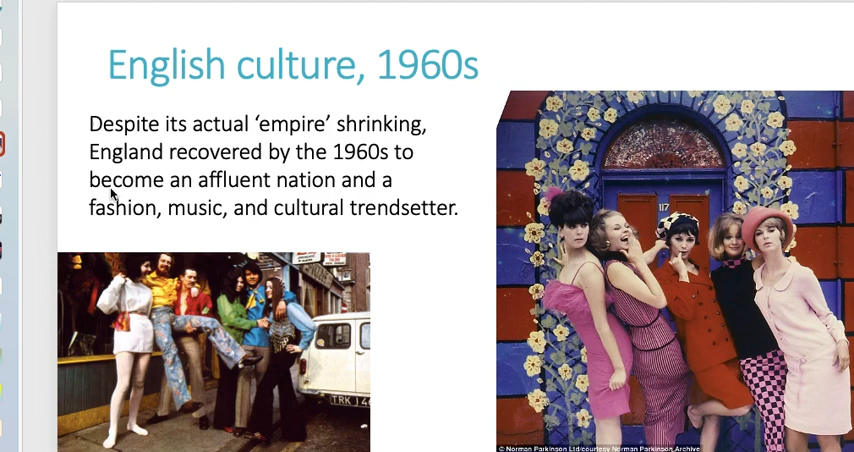 English culture, 1960s
Despite its actual ‘empire’ shrinking,
England recovered by the 1960s to
become an affluent nation and a
fashion, music, and cultural trendsetter.
117
TRK J 4
© Norman Parkinson Ltd/courtesy Norman Parkinson Archive